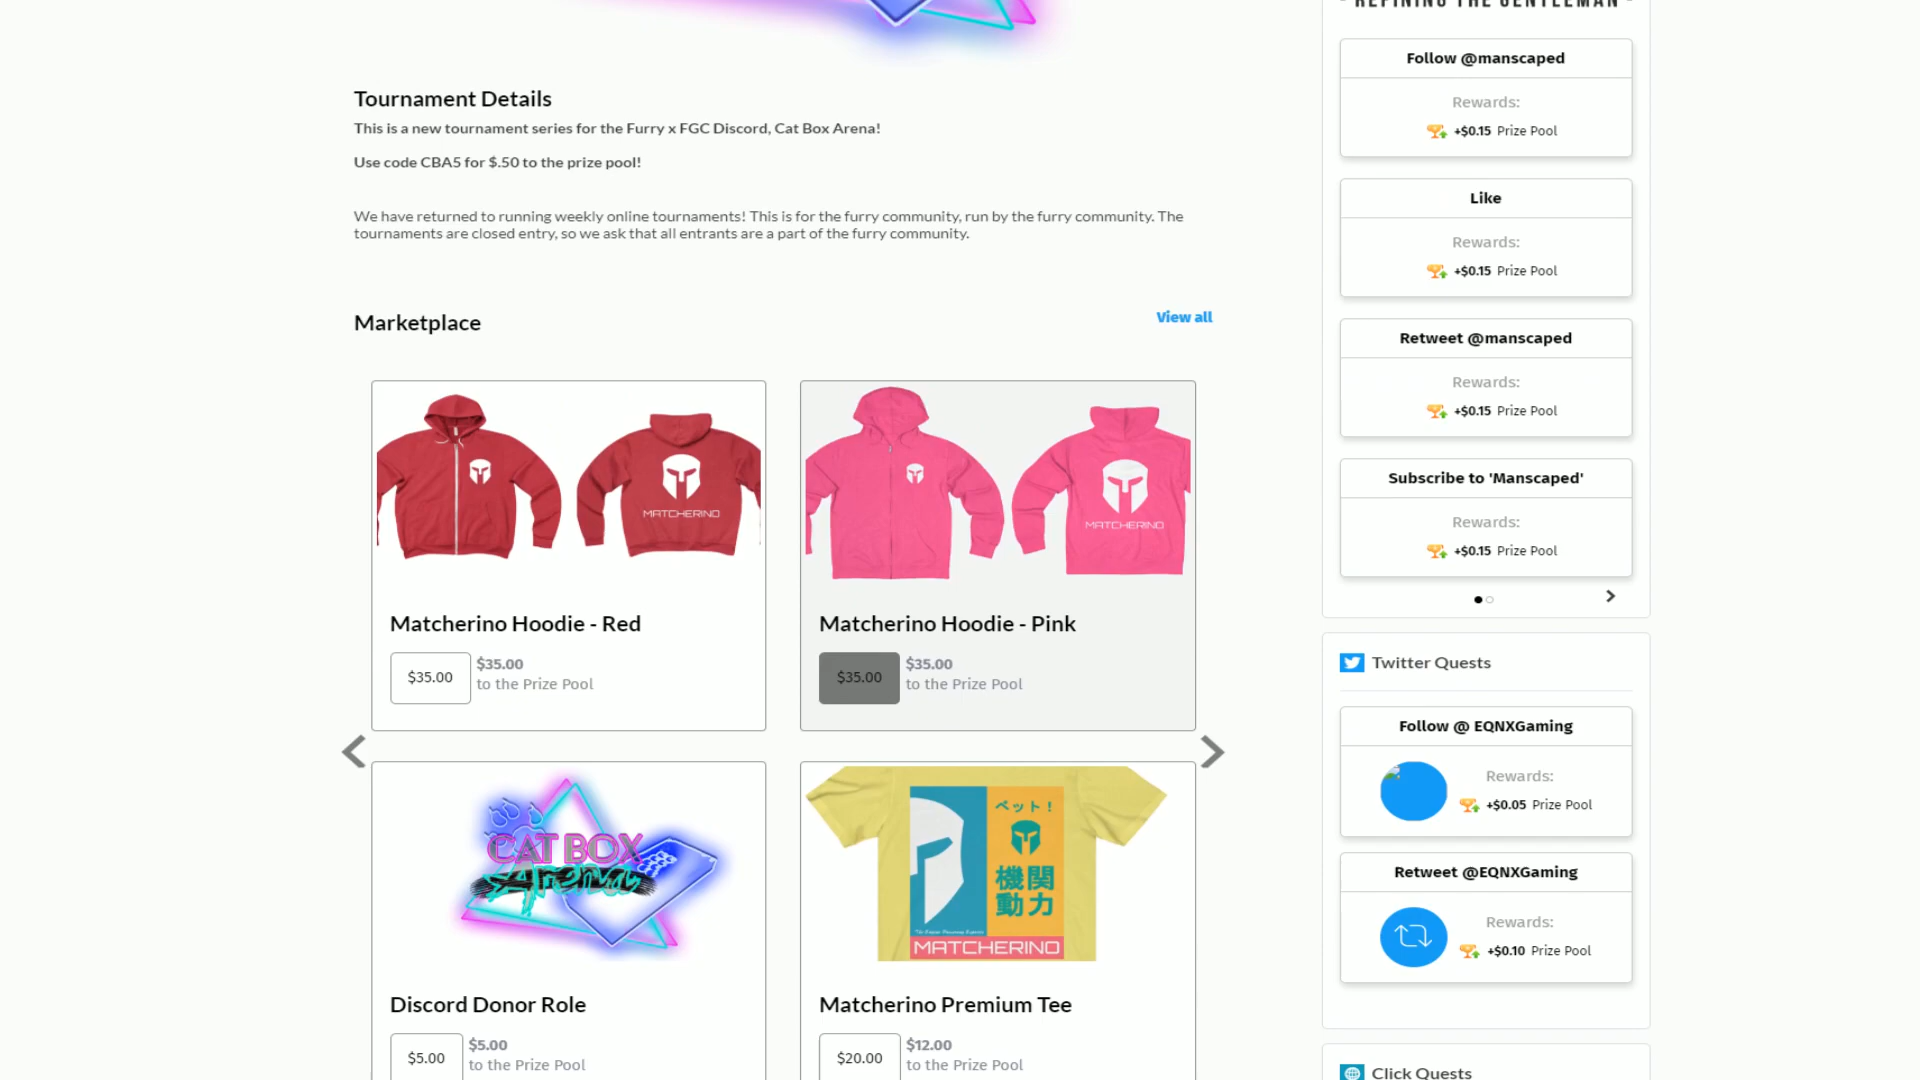 - REFINING THE GENTLEMAN -
Tournament Details
This is a new tournament series for the Furry x FGC Discord, Cat Box Arena!
Use code CBA5 for $.50 to the prize pool!
We have returned to running weekly online tournaments! This is for the furry community, run by the furry community. The
tournaments are closed entry, so we ask that all entrants are a part of the furry community.
Marketplace
View all
MATCHERINO
Matcherino Hoodie - Red
$35.00
$35.00
to the Prize Pool
MATCHERINO
Matcherino Hoodie - Pink
$35.00
$35.00
to the Prize Pool
CAT BOX
Arena
Discord Donor Role
$5.00
$5.00
to the Prize Pool
ベット!
機関
動力
MATCHERINO
Matcherino Premium Tee
$20.00
$12.00
to the Prize Pool
Follow @manscaped
Rewards:
+$0.15 Prize Pool
Like
Rewards:
+$0.15 Prize Pool
Retweet @manscaped
Rewards:
+$0.15 Prize Pool
Subscribe to 'Manscaped'
Rewards:
+$0.15 Prize Pool
Twitter Quests
Follow @ EQNXGaming
Rewards:
+$0.05 Prize Pool
Retweet @EQNXGaming
Rewards:
+$0.10 Prize Pool
Click Quests